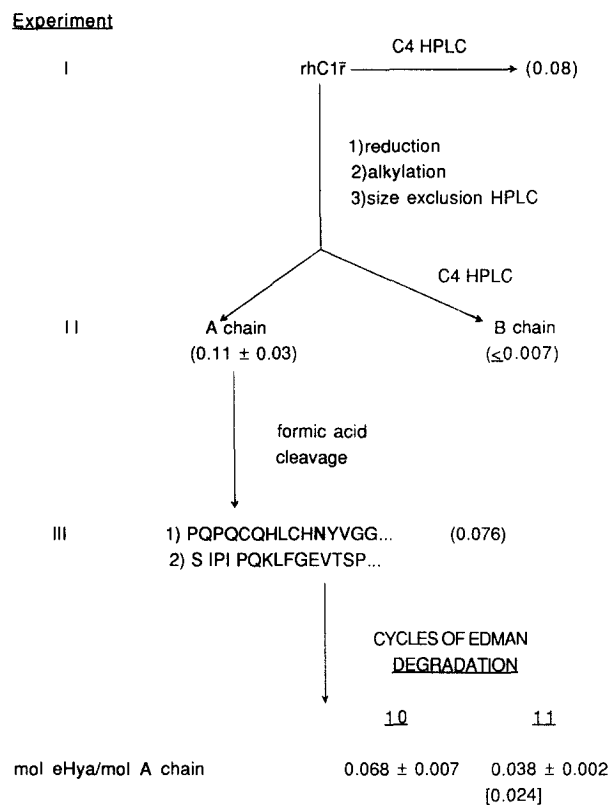 Experiment
C4 HPLC
I
rhC1r̄
(0.08)
1)reduction
2)alkylation
3)size exclusion HPLC
C4 HPLC
II
A chain
B chain
(0.11 ± 0.03)
(≤0.007)
formic acid
cleavage
III
1) PQPQCQHLCHNYVGG...
(0.076)
2) S IPI PQKLFGEVTSP...
CYCLES OF EDMAN
DEGRADATION
10
11
mol eHya/mol A chain
0.068 ± 0.007
0.038 ± 0.002
[0.024]